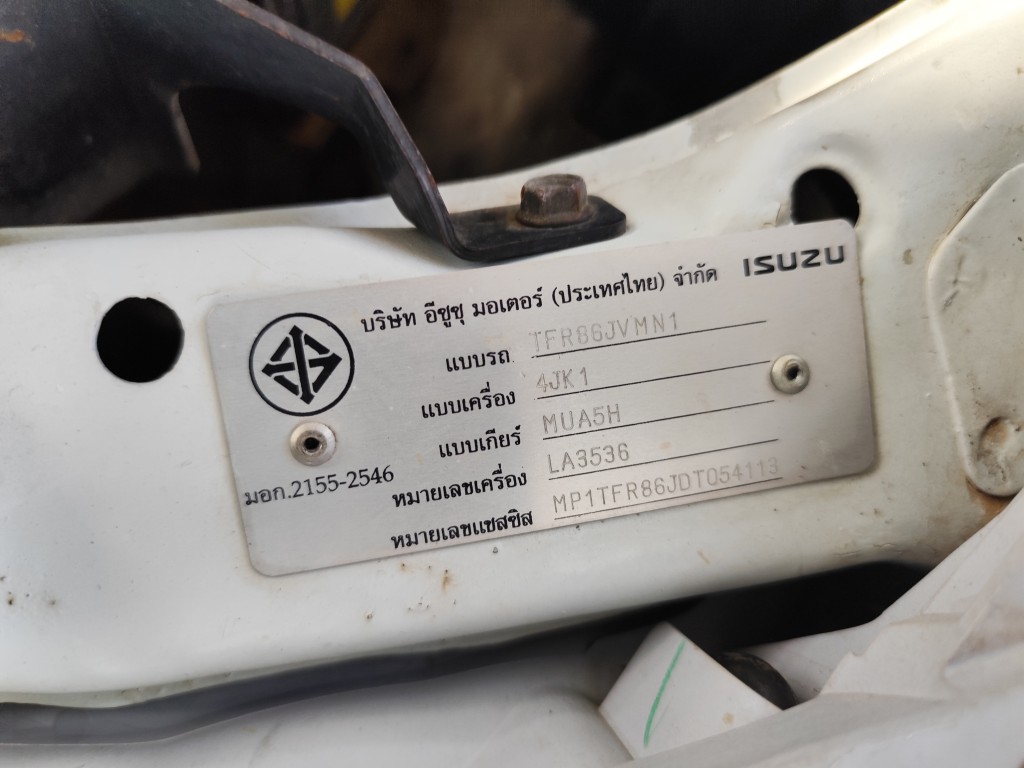 บริษัท อีซูซุ มอเตอร์ (ประเทศไทย) จำกัด ISUZU
แบบรถ TFR86JVMN1
แบบเครื่อง 4JK1
แบบเกียร์ MUA5H
หมายเลขเครื่อง LA3536
หมายเลขแชสซิส MP1TFR86JDT054113
มอก.2155-2546